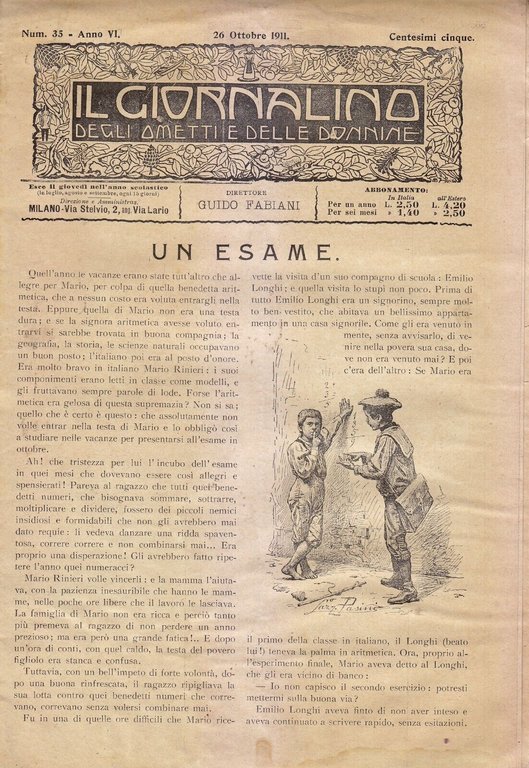 Num. 35 - Anno VI.
26 Ottobre 1911.
Centesimi cinque.
IL GIORNALINO
DEGLI OMETTI E DELLE DONNINE
Esce il giovedì nell'anno scolastico
(in luglio, agosto e settembre, ogni 15 giorni)
Direzione e Amministraz.
MILANO - Via Stelvio, 2, ang. Via Lario
DIRETTORE
GUIDO FABIANI
ABBONAMENTO:
In Italia all'Estero
Per un anno L. 2,50 L. 4,20
Per sei mesi » 1,40 » 2,50
UN ESAME.
Quell'anno le vacanze erano state tutt'altro che al-
legre per Mario, per colpa di quella benedetta arit-
metica, che a nessun costo era voluta entrargli nella
testa. Eppure quella di Mario non era una testa
dura; e se la signora aritmetica avesse voluto en-
trarvi si sarebbe trovata in buona compagnia: la
geografia, la storia, le scienze naturali occupavano
un buon posto; l'italiano poi era al posto d'onore.
Era molto bravo in italiano Mario Rinieri: i suoi
componimenti erano letti in classe come modelli, e
gli fruttavano sempre parole di lode. Forse l'arit-
metica era gelosa di questa supremazia? Non si sa;
quello che è certo è questo: che assolutamente non
volle entrar nella testa di Mario e lo obbligò così
a studiare nelle vacanze per presentarsi all'esame in
ottobre.
Ah! che tristezza per lui l'incubo dell'esame
in quei mesi che dovevano essere così allegri e
spensierati! Pareva al ragazzo che tutti quei bene-
detti numeri, che bisognava sommare, sottrarre,
moltiplicare e dividere, fossero dei piccoli nemici
insidiosi e formidabili che non gli avrebbero mai
dato requie: li vedeva danzare una ridda spaven-
tosa, correre correre e non combinarsi mai... Era
proprio una disperazione! Gli avrebbero fatto ripe-
tere l'anno quei numeracci?
Mario Rinieri volle vincerli: e la mamma l'aiuta-
va, con la pazienza inesauribile che hanno le mam-
me, nelle poche ore libere che il lavoro le lasciava.
La famiglia di Mario non era ricca e perciò tanto
più premeva al ragazzo di non perdere un anno
prezioso; ma era però una grande fatica!.. E dopo
un'ora di conti, con quel caldo, la testa del povero
figliolo era stanca e confusa.
Tuttavia, con un bell'impeto di forte volontà, do-
po una buona rinfrescata, il ragazzo ripigliava la
sua lotta contro quei benedetti numeri che corre-
vano, correvano senza volersi combinare mai.
Fu in una di quelle ore difficili che Mario rice-
vette la visita d'un suo compagno di scuola: Emilio
Longhi; e quella visita lo stupì non poco. Prima di
tutto Emilio Longhi era un signorino, sempre mol-
to ben vestito, che abitava un bellissimo apparta-
mento in una casa signorile. Come gli era venuto in
mente, senza avvisarlo, di ve-
nire nella povera sua casa, do-
ve non era venuto mai? E poi
c'era dell'altro: Se Mario era
il primo della classe in italiano, il Longhi (beato
lui!) teneva la palma in aritmetica. Ora, proprio al-
l'esperimento finale, Mario aveva detto al Longhi,
che gli era vicino di banco:
— Io non capisco il secondo esercizio: potresti
mettermi sulla buona via?
Emilio Longhi aveva finto di non aver inteso e
aveva continuato a scrivere rapido, senza esitazioni.